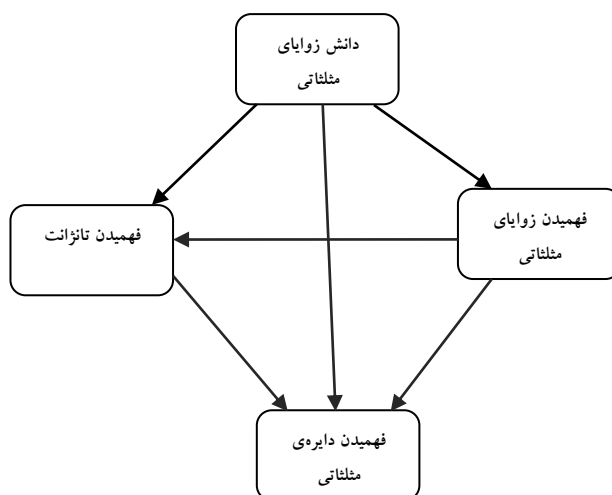 دانش زوایای
مثلثاتی
فهمیدن زوایای
مثلثاتی
فهمیدن تانژانت
فهمیدن دایره‌ی
مثلثاتی